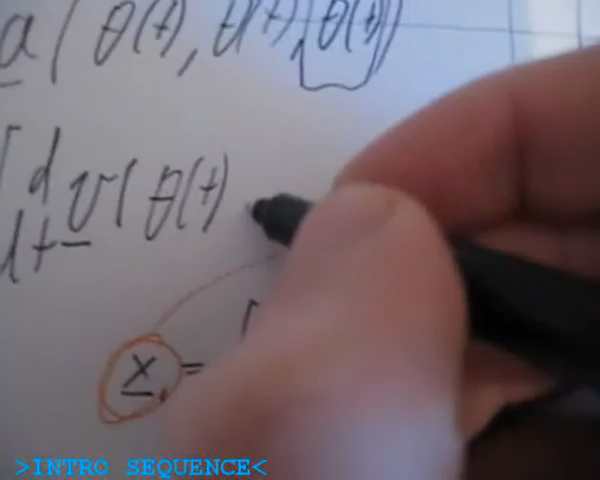 a ( θ(t), θ(t), θ(t))
d
dt v ( θ(t)
x =
>INTRO SEQUENCE<